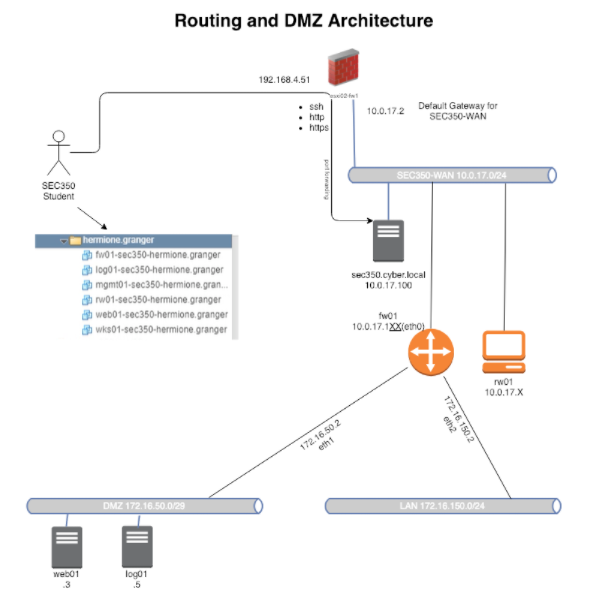 Routing and DMZ Architecture
192.168.4.51
• ssh
• http
• https
10.0.17.2
Default Gateway for
SEC350-WAN
port forwarding
SEC350-WAN 10.0.17.0/24
SEC350
Student
hermione.granger
fw01-sec350-hermione.granger
log01-sec350-hermione.granger
mgmt01-sec350-hermione.gran...
rw01-sec350-hermione.granger
web01-sec350-hermione.granger
wks01-sec350-hermione.granger
sec350.cyber.local
10.0.17.100
fw01
10.0.17.1XX(eth0)
rw01
10.0.17.X
172.16.50.2
eth1
172.16.150.2
eth2
DMZ 172.16.50.0/29
LAN 172.16.150.0/24
web01
.3
log01
.5